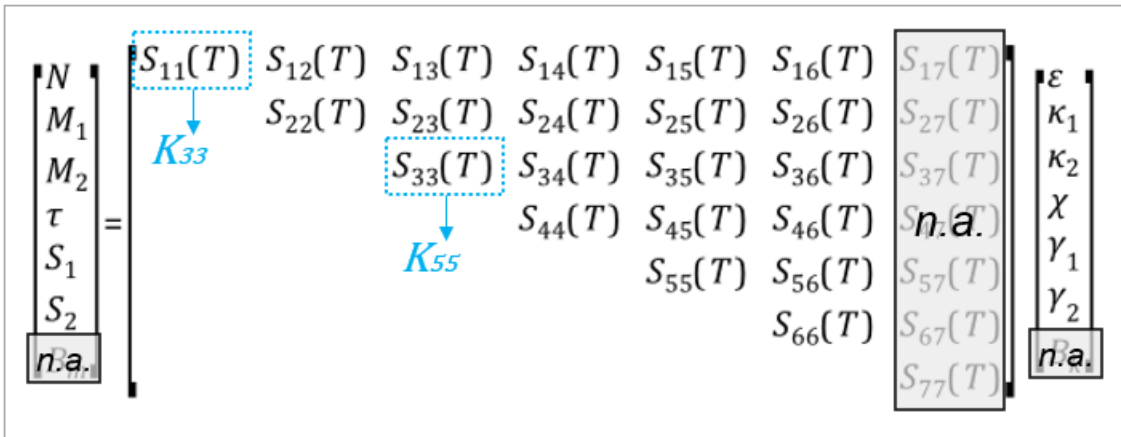 N = S₁₁(T) S₁₂(T) S₁₃(T) S₁₄(T) S₁₅(T) S₁₆(T) S₁₇(T) ε
M₁ S₂₂(T) S₂₃(T) S₂₄(T) S₂₅(T) S₂₆(T) S₂₇(T) κ₁
K₃₃
M₂ S₃₃(T) S₃₄(T) S₃₅(T) S₃₆(T) S₃₇(T) κ₂
τ S₄₄(T) S₄₅(T) S₄₆(T) n.a. χ
K₅₅
S₁ S₅₅(T) S₅₆(T) S₅₇(T) γ₁
S₂ S₆₆(T) S₆₇(T) γ₂
n.a. S₇₇(T) n.a.